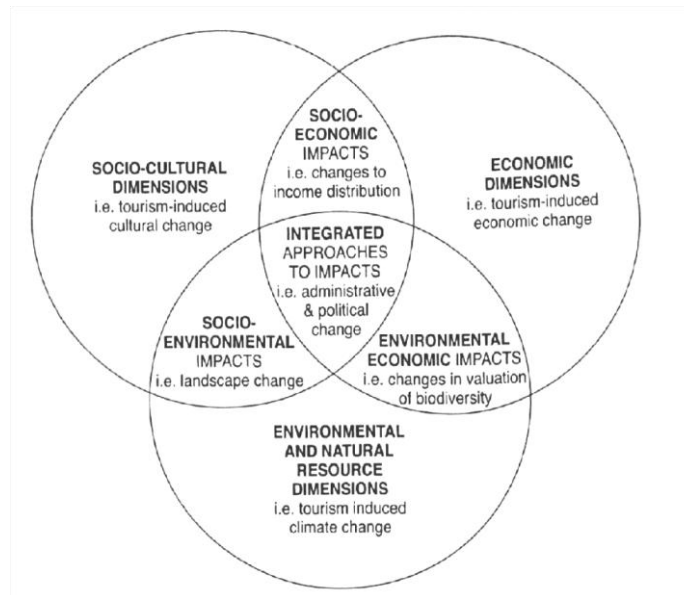 SOCIO-
ECONOMIC
IMPACTS
i.e. changes to
income distribution
SOCIO-CULTURAL
DIMENSIONS
i.e. tourism-induced
cultural change
ECONOMIC
DIMENSIONS
i.e. tourism-induced
economic change
INTEGRATED
APPROACHES
TO IMPACTS
i.e. administrative
& political
change
SOCIO-
ENVIRONMENTAL
IMPACTS
i.e. landscape change
ENVIRONMENTAL
ECONOMIC IMPACTS
i.e. changes in valuation
of biodiversity
ENVIRONMENTAL
AND NATURAL
RESOURCE
DIMENSIONS
i.e. tourism induced
climate change